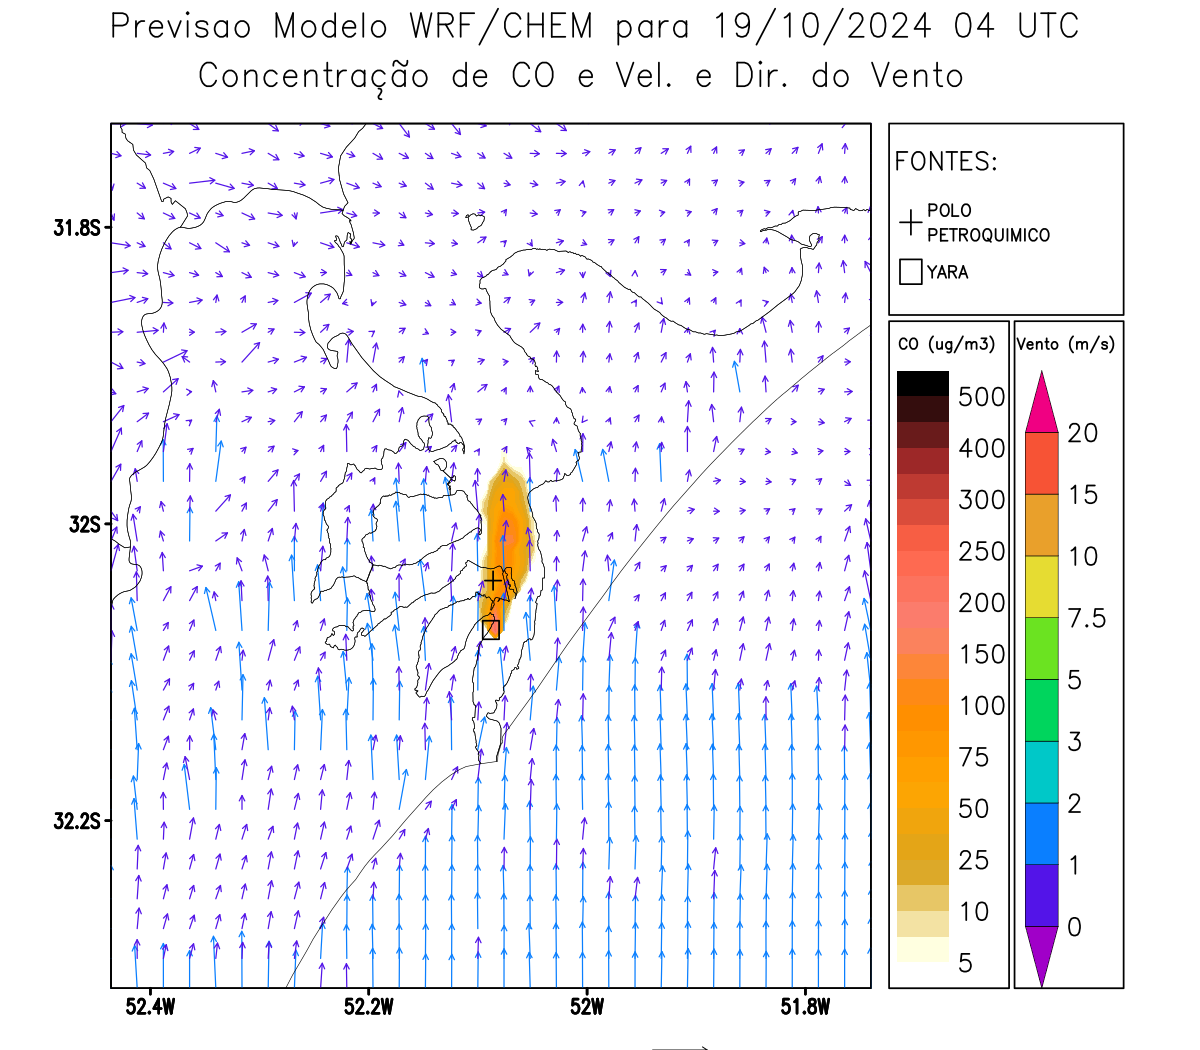 Previsao Modelo WRF/CHEM para 19/10/2024 04 UTC
Concentração de CO e Vel. e Dir. do Vento
FONTES:
POLO
PETROQUIMICO
YARA
31.8S
32S
32.2S
52.4W
52.2W
52W
51.8W
CO (ug/m3)
500
400
300
250
200
150
100
75
50
25
10
5
Vento (m/s)
20
15
10
7.5
5
3
2
1
0